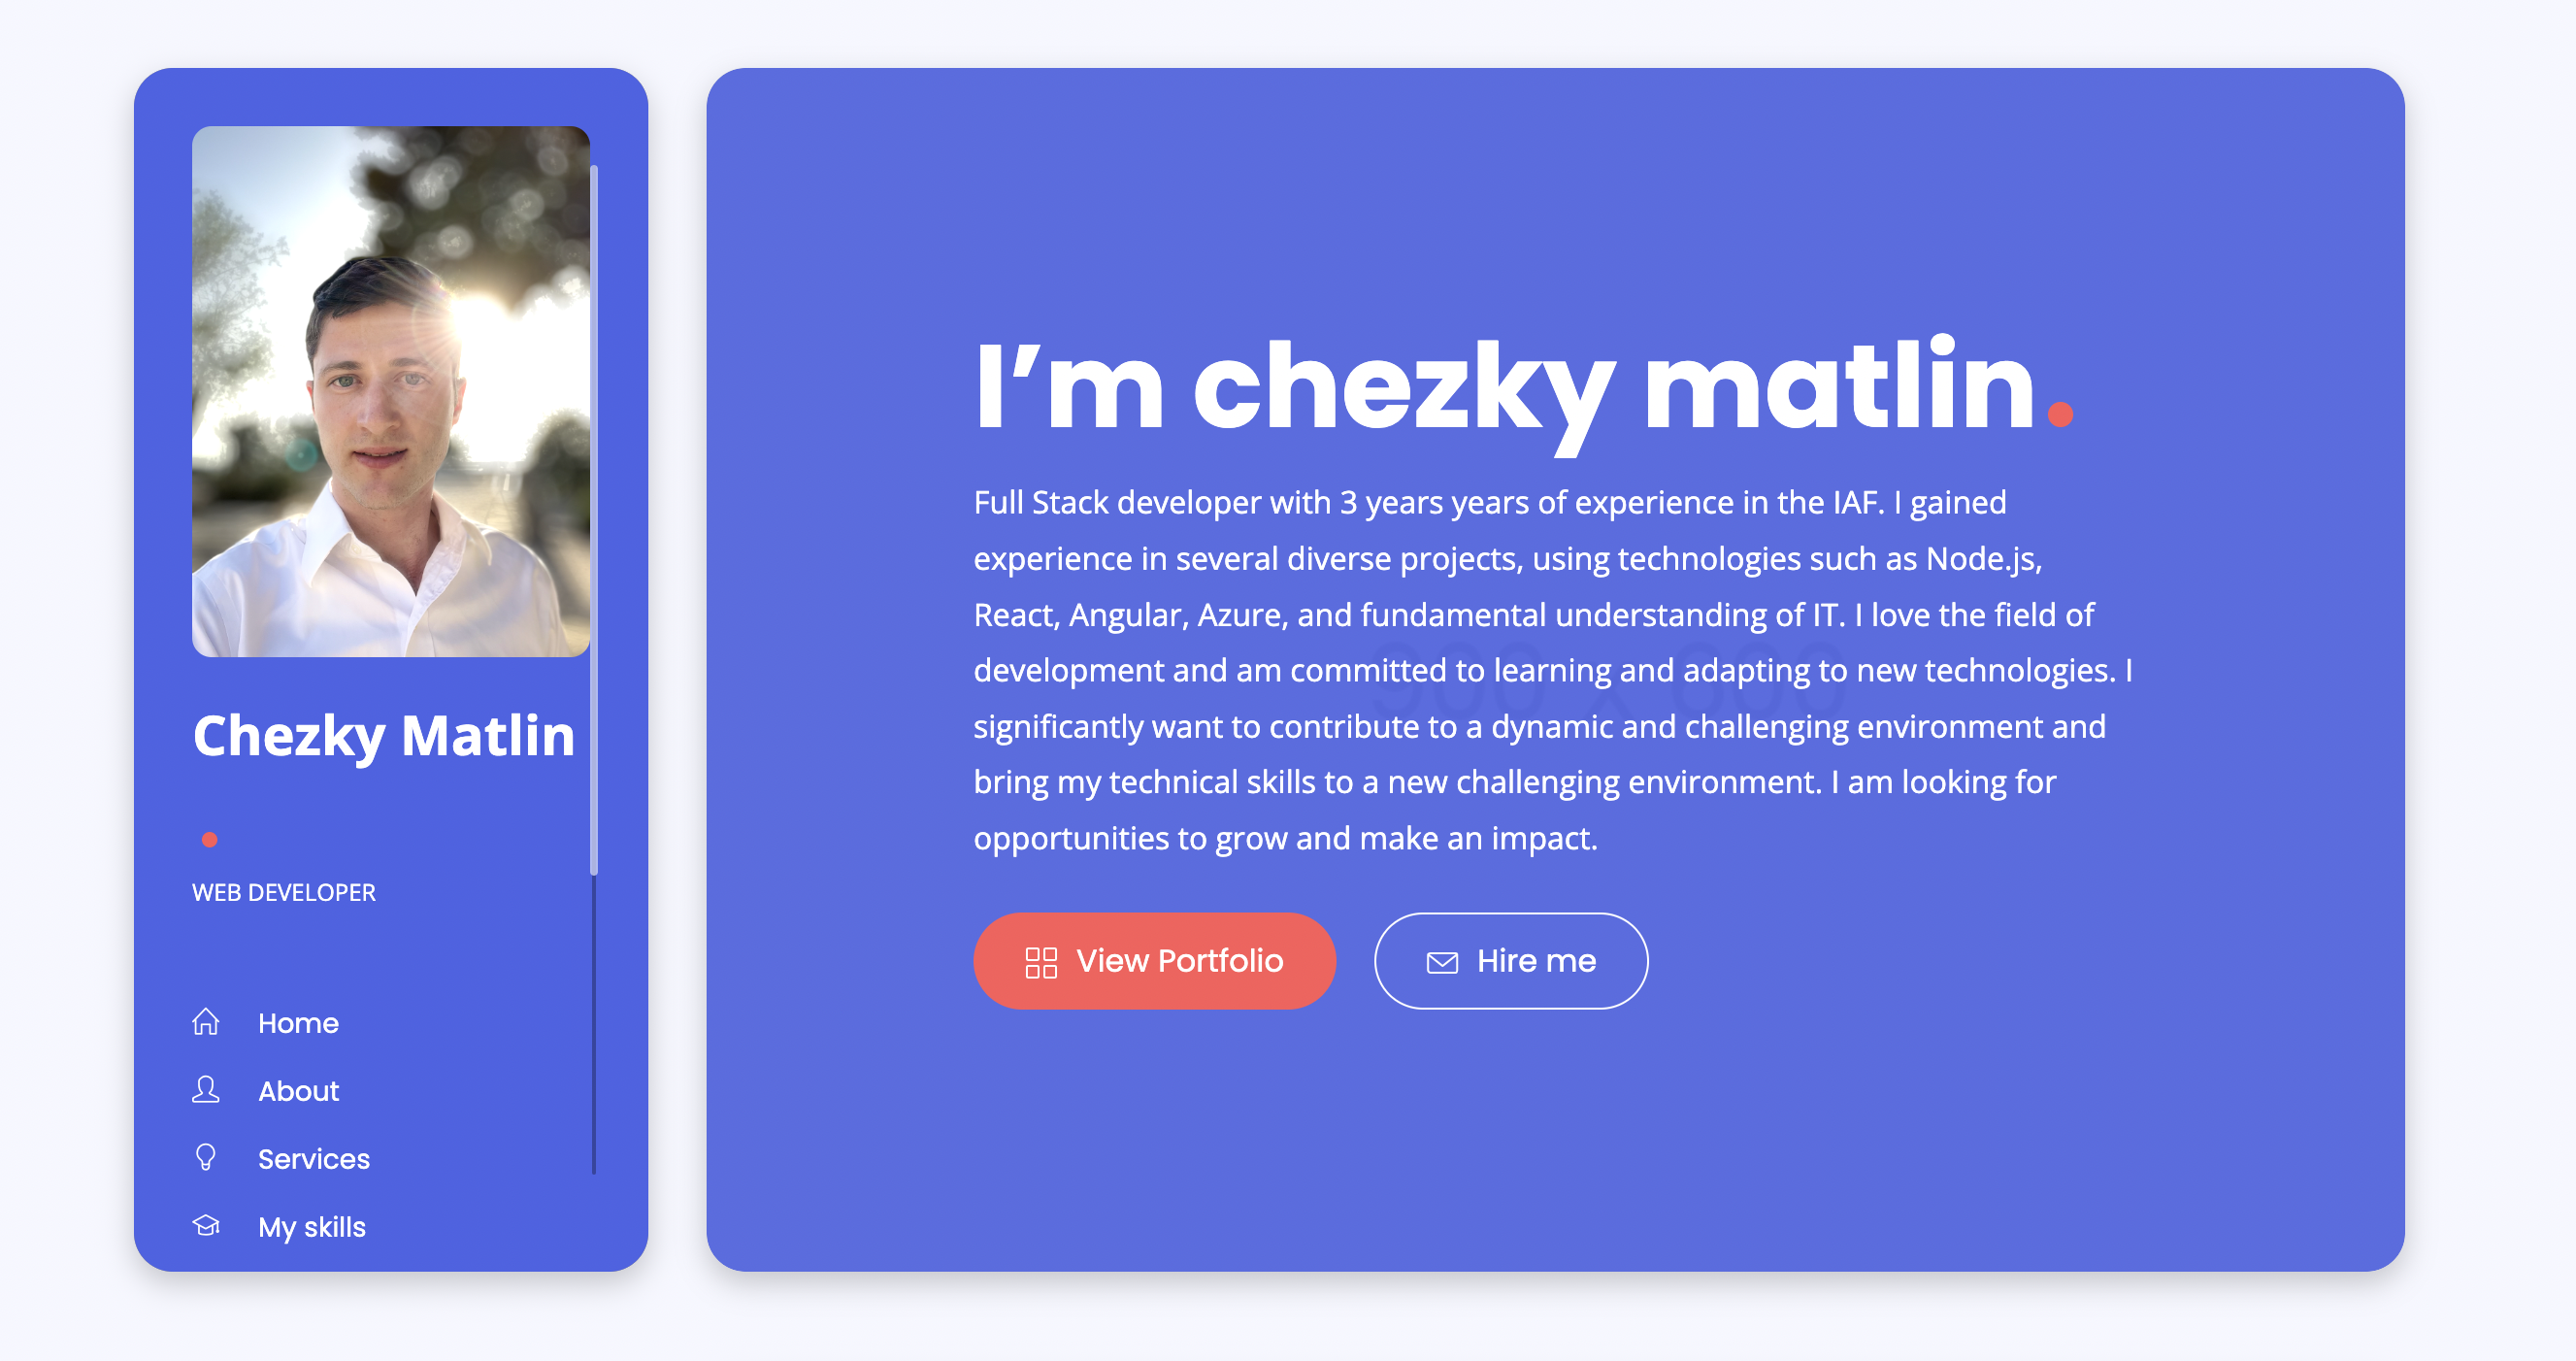 Chezky Matlin
WEB DEVELOPER
Home
About
Services
My skills
I’m chezky matlin.
Full Stack developer with 3 years years of experience in the IAF. I gained
experience in several diverse projects, using technologies such as Node.js,
React, Angular, Azure, and fundamental understanding of IT. I love the field of
development and am committed to learning and adapting to new technologies. I
significantly want to contribute to a dynamic and challenging environment and
bring my technical skills to a new challenging environment. I am looking for
opportunities to grow and make an impact.
900 x 600
View Portfolio
Hire me